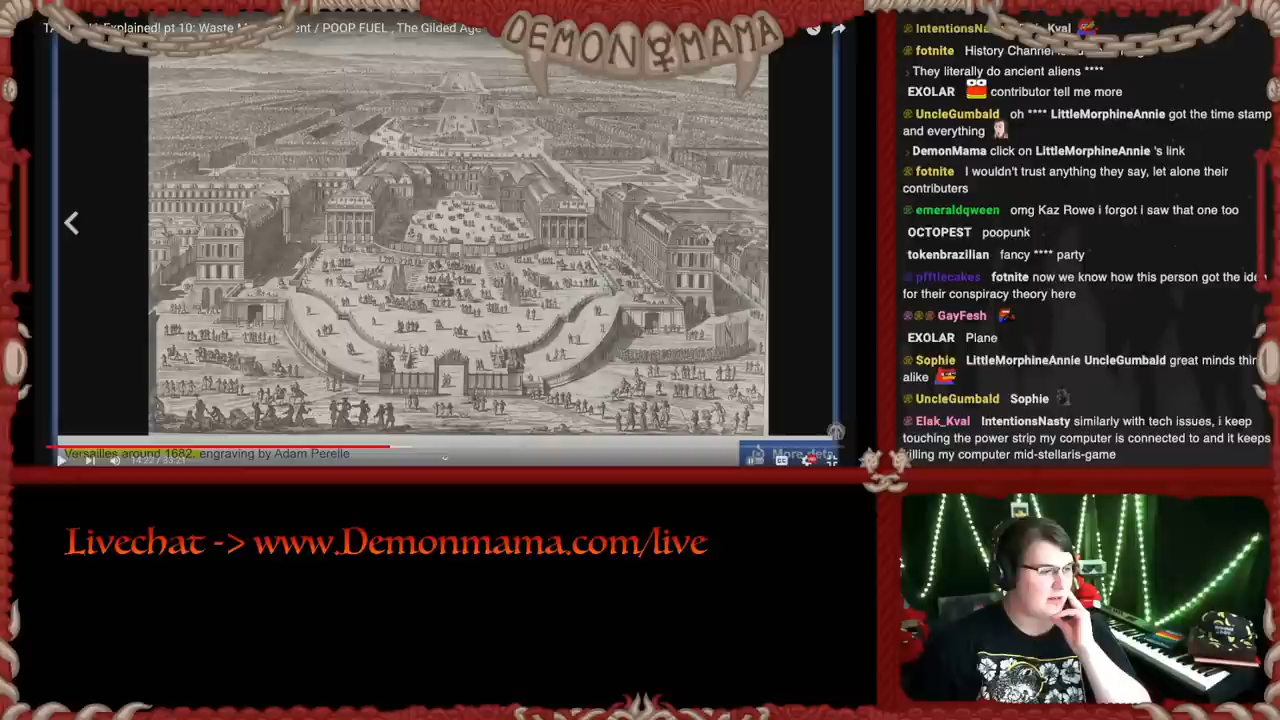 Explained! pt 10: Waste
nt / POOP FUEL , The Gilded Age
DEMON MAMA
Versailles around 1682, engraving by Adam Perelle
14:22 / 33:21
Livechat -> www.Demonmama.com/live
Kval
fotnite History Channel
They literally do ancient aliens ****
EXOLAR contributor tell me more
UncleGumbald oh **** LittleMorphineAnnie got the time stamp
and everything
DemonMama click on LittleMorphineAnnie 's link
fotnite I wouldn't trust anything they say, let alone their
contributers
emeraldqween omg Kaz Rowe i forgot i saw that one too
OCTOPEST poopunk
tokenbrazilian fancy **** party
pfftlecakes fotnite now we know how this person got the
for their conspiracy theory here
GayFesh
EXOLAR Plane
Sophie LittleMorphineAnnie UncleGumbald great minds
alike
UncleGumbald Sophie
Elak_Kval IntentionsNasty similarly with tech issues, i keep
touching the power strip my computer is connected to and it keeps
killing my computer mid-stellaris-game